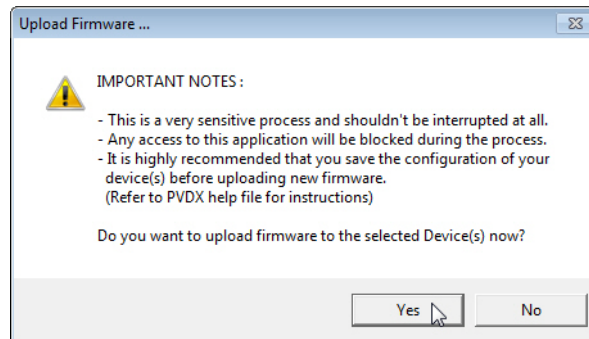 Upload Firmware ...
IMPORTANT NOTES :
- This is a very sensitive process and shouldn't be interrupted at all.
- Any access to this application will be blocked during the process.
- It is highly recommended that you save the configuration of your
device(s) before uploading new firmware.
(Refer to PVDX help file for instructions)
Do you want to upload firmware to the selected Device(s) now?
Yes
No